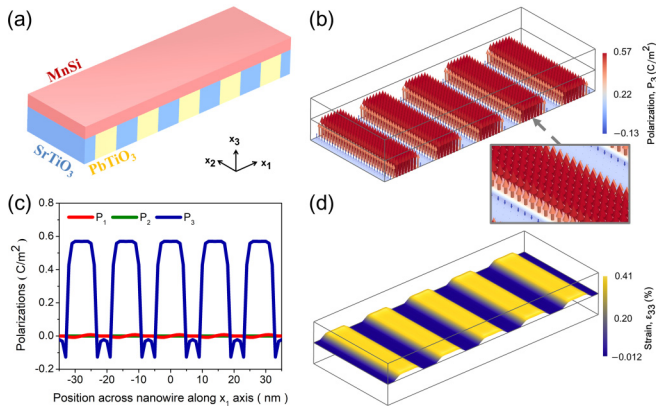 (a)
MnSi
SrTiO₃
PbTiO₃
x₃
x₂
x₁
(b)
0.57
0.22
−0.13
Polarization, P₃ (C/m²)
(c)
P₁
P₂
P₃
0.8
0.6
0.4
0.2
0.0
-0.2
Polarizations ( C/m² )
-30
-20
-10
0
10
20
30
Position across nanowire along x₁ axis ( nm )
(d)
0.41
0.20
−0.012
Strain, ε₃₃ (%)